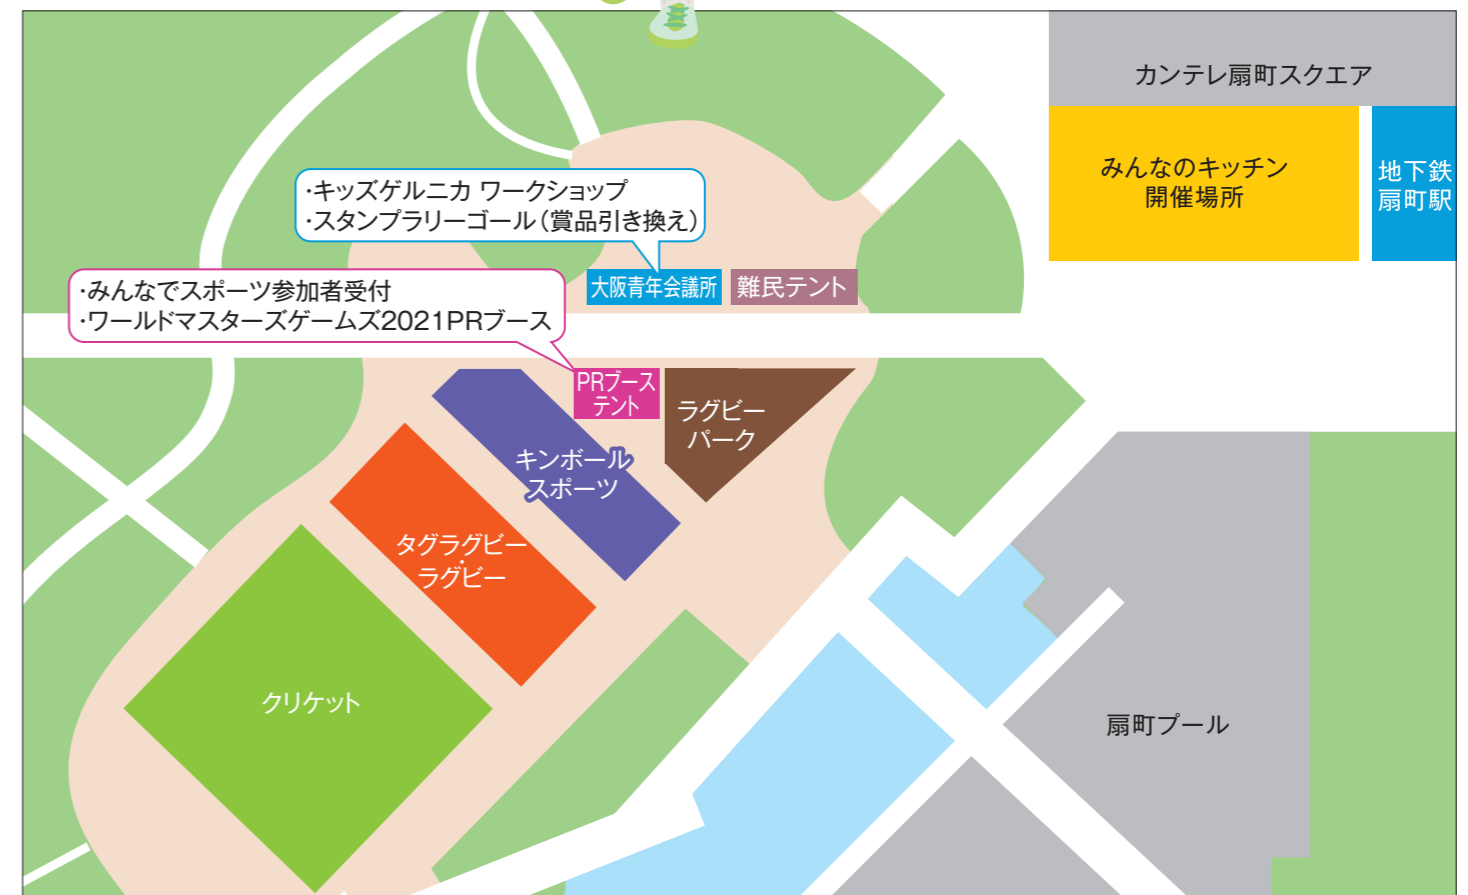 カンテレ扇町スクエア
みんなのキッチン
開催場所
地下鉄
扇町駅
・キッズゲルニカ ワークショップ
・スタンプラリーゴール（賞品引き換え）
大阪青年会議所
難民テント
・みんなでスポーツ参加者受付
・ワールドマスターズゲームズ2021PRブース
PRブース
テント
ラグビー
パーク
キンボール
スポーツ
タグラグビー
・
ラグビー
クリケット
扇町プール